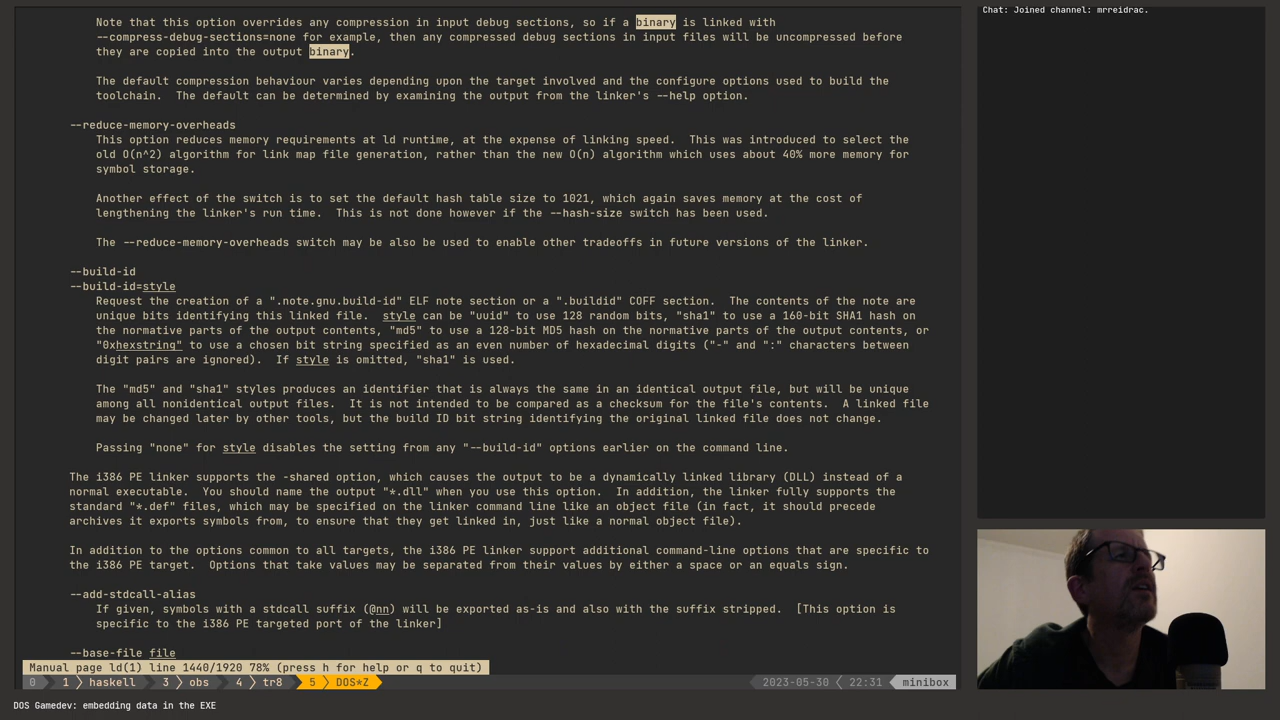 Note that this option overrides any compression in input debug sections, so if a binary is linked with
--compress-debug-sections=none for example, then any compressed debug sections in input files will be uncompressed before
they are copied into the output binary.
The default compression behaviour varies depending upon the target involved and the configure options used to build the
toolchain.  The default can be determined by examining the output from the linker's --help option.
--reduce-memory-overheads
This option reduces memory requirements at ld runtime, at the expense of linking speed.  This was introduced to select the
old O(n^2) algorithm for link map file generation, rather than the new O(n) algorithm which uses about 40% more memory for
symbol storage.
Another effect of the switch is to set the default hash table size to 1021, which again saves memory at the cost of
lengthening the linker's run time.  This is not done however if the --hash-size switch has been used.
The --reduce-memory-overheads switch may be also be used to enable other tradeoffs in future versions of the linker.
--build-id
--build-id=style
Request the creation of a ".note.gnu.build-id" ELF note section or a ".buildid" COFF section.  The contents of the note are
unique bits identifying this linked file.  style can be "uuid" to use 128 random bits, "sha1" to use a 160-bit SHA1 hash on
the normative parts of the output contents, "md5" to use a 128-bit MD5 hash on the normative parts of the output contents, or
"0xhexstring" to use a chosen bit string specified as an even number of hexadecimal digits ("-" and ":" characters between
digit pairs are ignored).  If style is omitted, "sha1" is used.
The "md5" and "sha1" styles produces an identifier that is always the same in an identical output file, but will be unique
among all nonidentical output files.  It is not intended to be compared as a checksum for the file's contents.  A linked file
may be changed later by other tools, but the build ID bit string identifying the original linked file does not change.
Passing "none" for style disables the setting from any "--build-id" options earlier on the command line.
The i386 PE linker supports the -shared option, which causes the output to be a dynamically linked library (DLL) instead of a
normal executable.  You should name the output "*.dll" when you use this option.  In addition, the linker fully supports the
standard "*.def" files, which may be specified on the linker command line like an object file (in fact, it should precede
archives it exports symbols from, to ensure that they get linked in, just like a normal object file).
In addition to the options common to all targets, the i386 PE linker support additional command-line options that are specific to
the i386 PE target.  Options that take values may be separated from their values by either a space or an equals sign.
--add-stdcall-alias
If given, symbols with a stdcall suffix (@nn) will be exported as-is and also with the suffix stripped.  [This option is
specific to the i386 PE targeted port of the linker]
--base-file file
Manual page ld(1) line 1440/1920 78% (press h for help or q to quit)
0 1 haskell 3 obs 4 tr8 5 DOS*Z 2023-05-30 22:31 minibox
DOS Gamedev: embedding data in the EXE
Chat: Joined channel: mrreidrac.